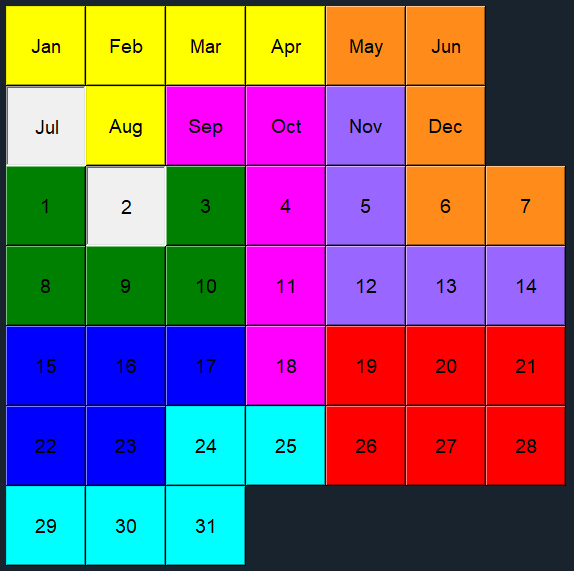 Jan Feb Mar Apr May Jun
Jul Aug Sep Oct Nov Dec
1 2 3 4 5 6 7
8 9 10 11 12 13 14
15 16 17 18 19 20 21
22 23 24 25 26 27 28
29 30 31